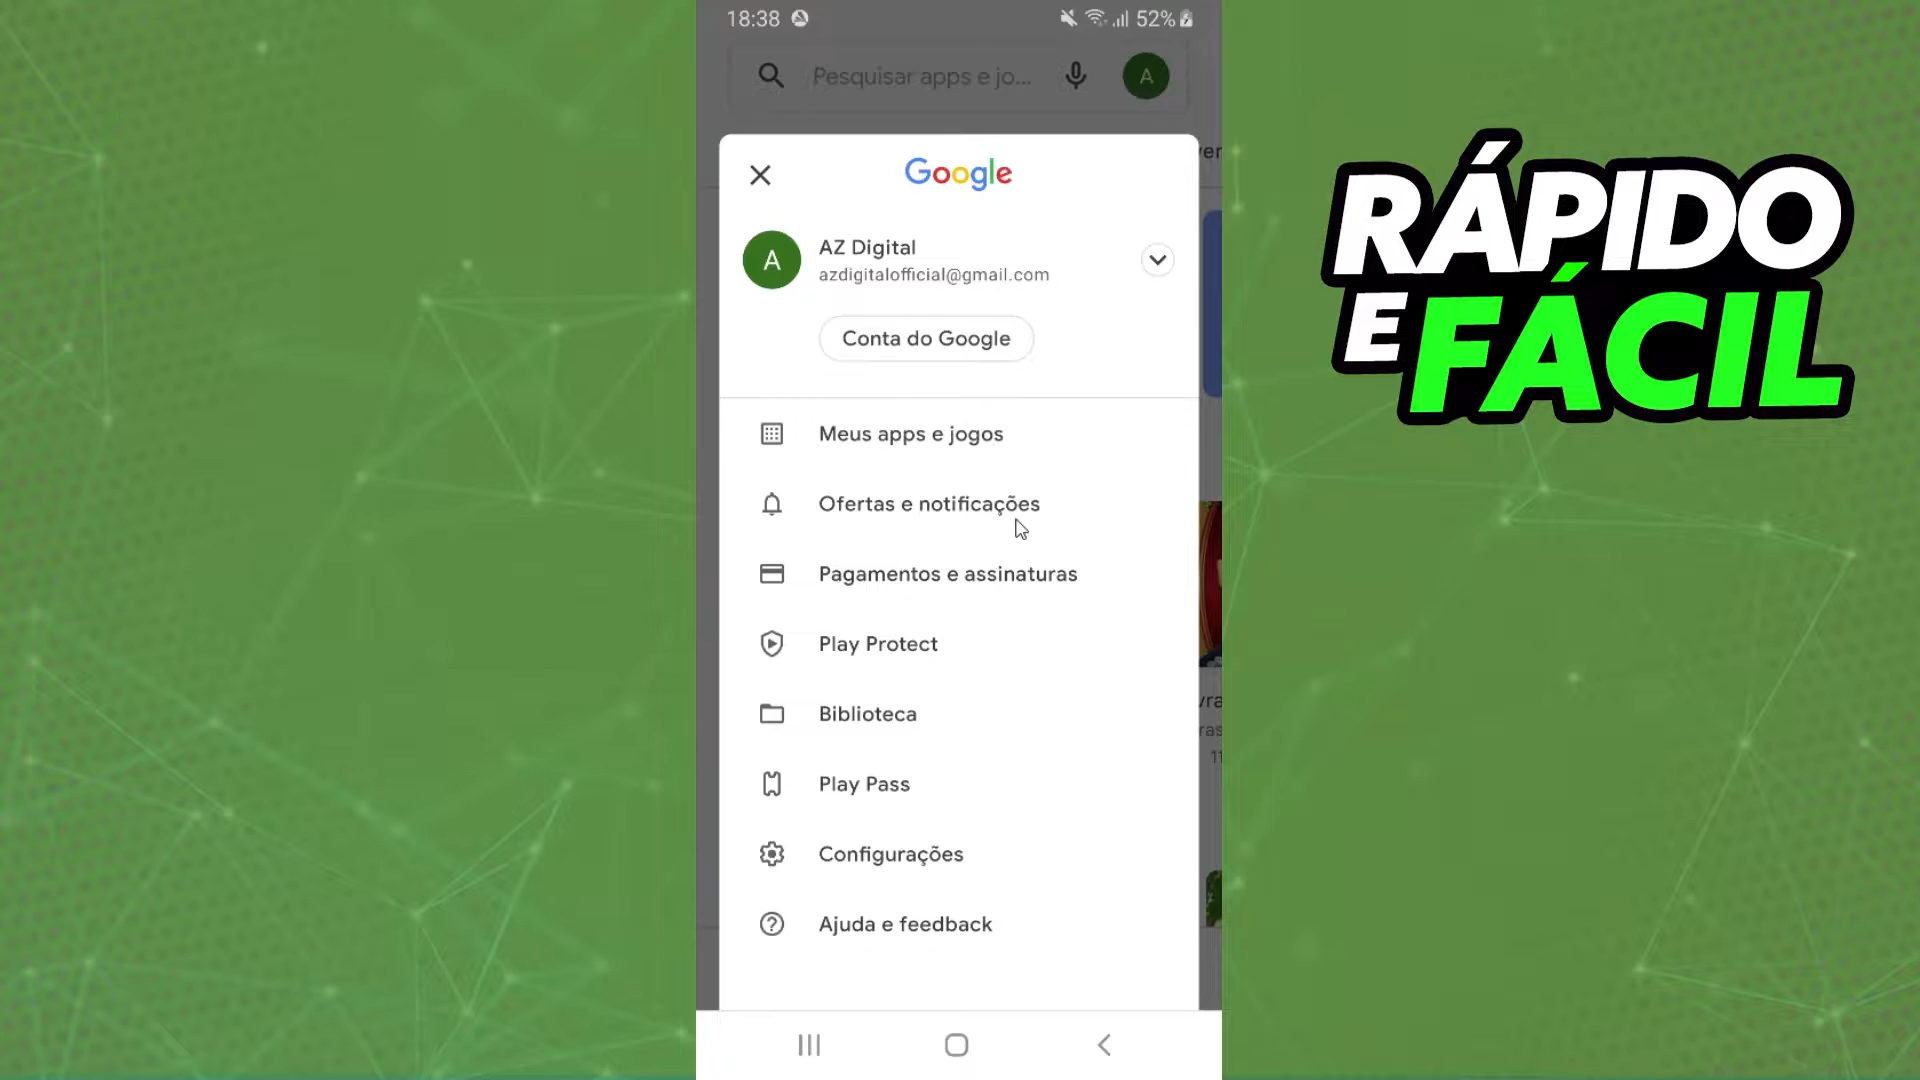 18:38
52%
Pesquisar apps e jo...
A
Google
A
AZ Digital
azdigitalofficial@gmail.com
Conta do Google
Meus apps e jogos
Ofertas e notificações
Pagamentos e assinaturas
Play Protect
Biblioteca
Play Pass
Configurações
Ajuda e feedback
RÁPIDO
E FÁCIL